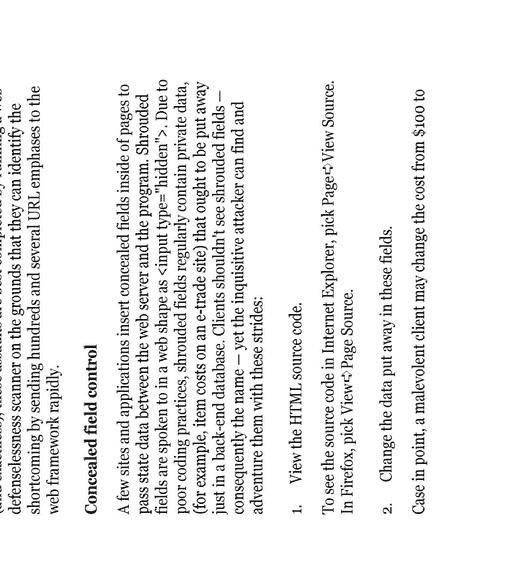 defenselessness scanner on the grounds that they can identify the
shortcoming by sending hundreds and several URL emphases to the
web framework rapidly.
Concealed field control
A few sites and applications insert concealed fields inside of pages to
pass state data between the web server and the program. Shrouded
fields are spoken to in a web shape as <input type="hidden">. Due to
poor coding practices, shrouded fields regularly contain private data,
(for example, item costs on an e-trade site) that ought to be put away
just in a back-end database. Clients shouldn't see shrouded fields —
consequently the name — yet the inquisitive attacker can find and
adventure them with these strides:
1. View the HTML source code.
To see the source code in Internet Explorer, pick Page➪View Source.
In Firefox, pick View➪Page Source.
2. Change the data put away in these fields.
Case in point, a malevolent client may change the cost from $100 to